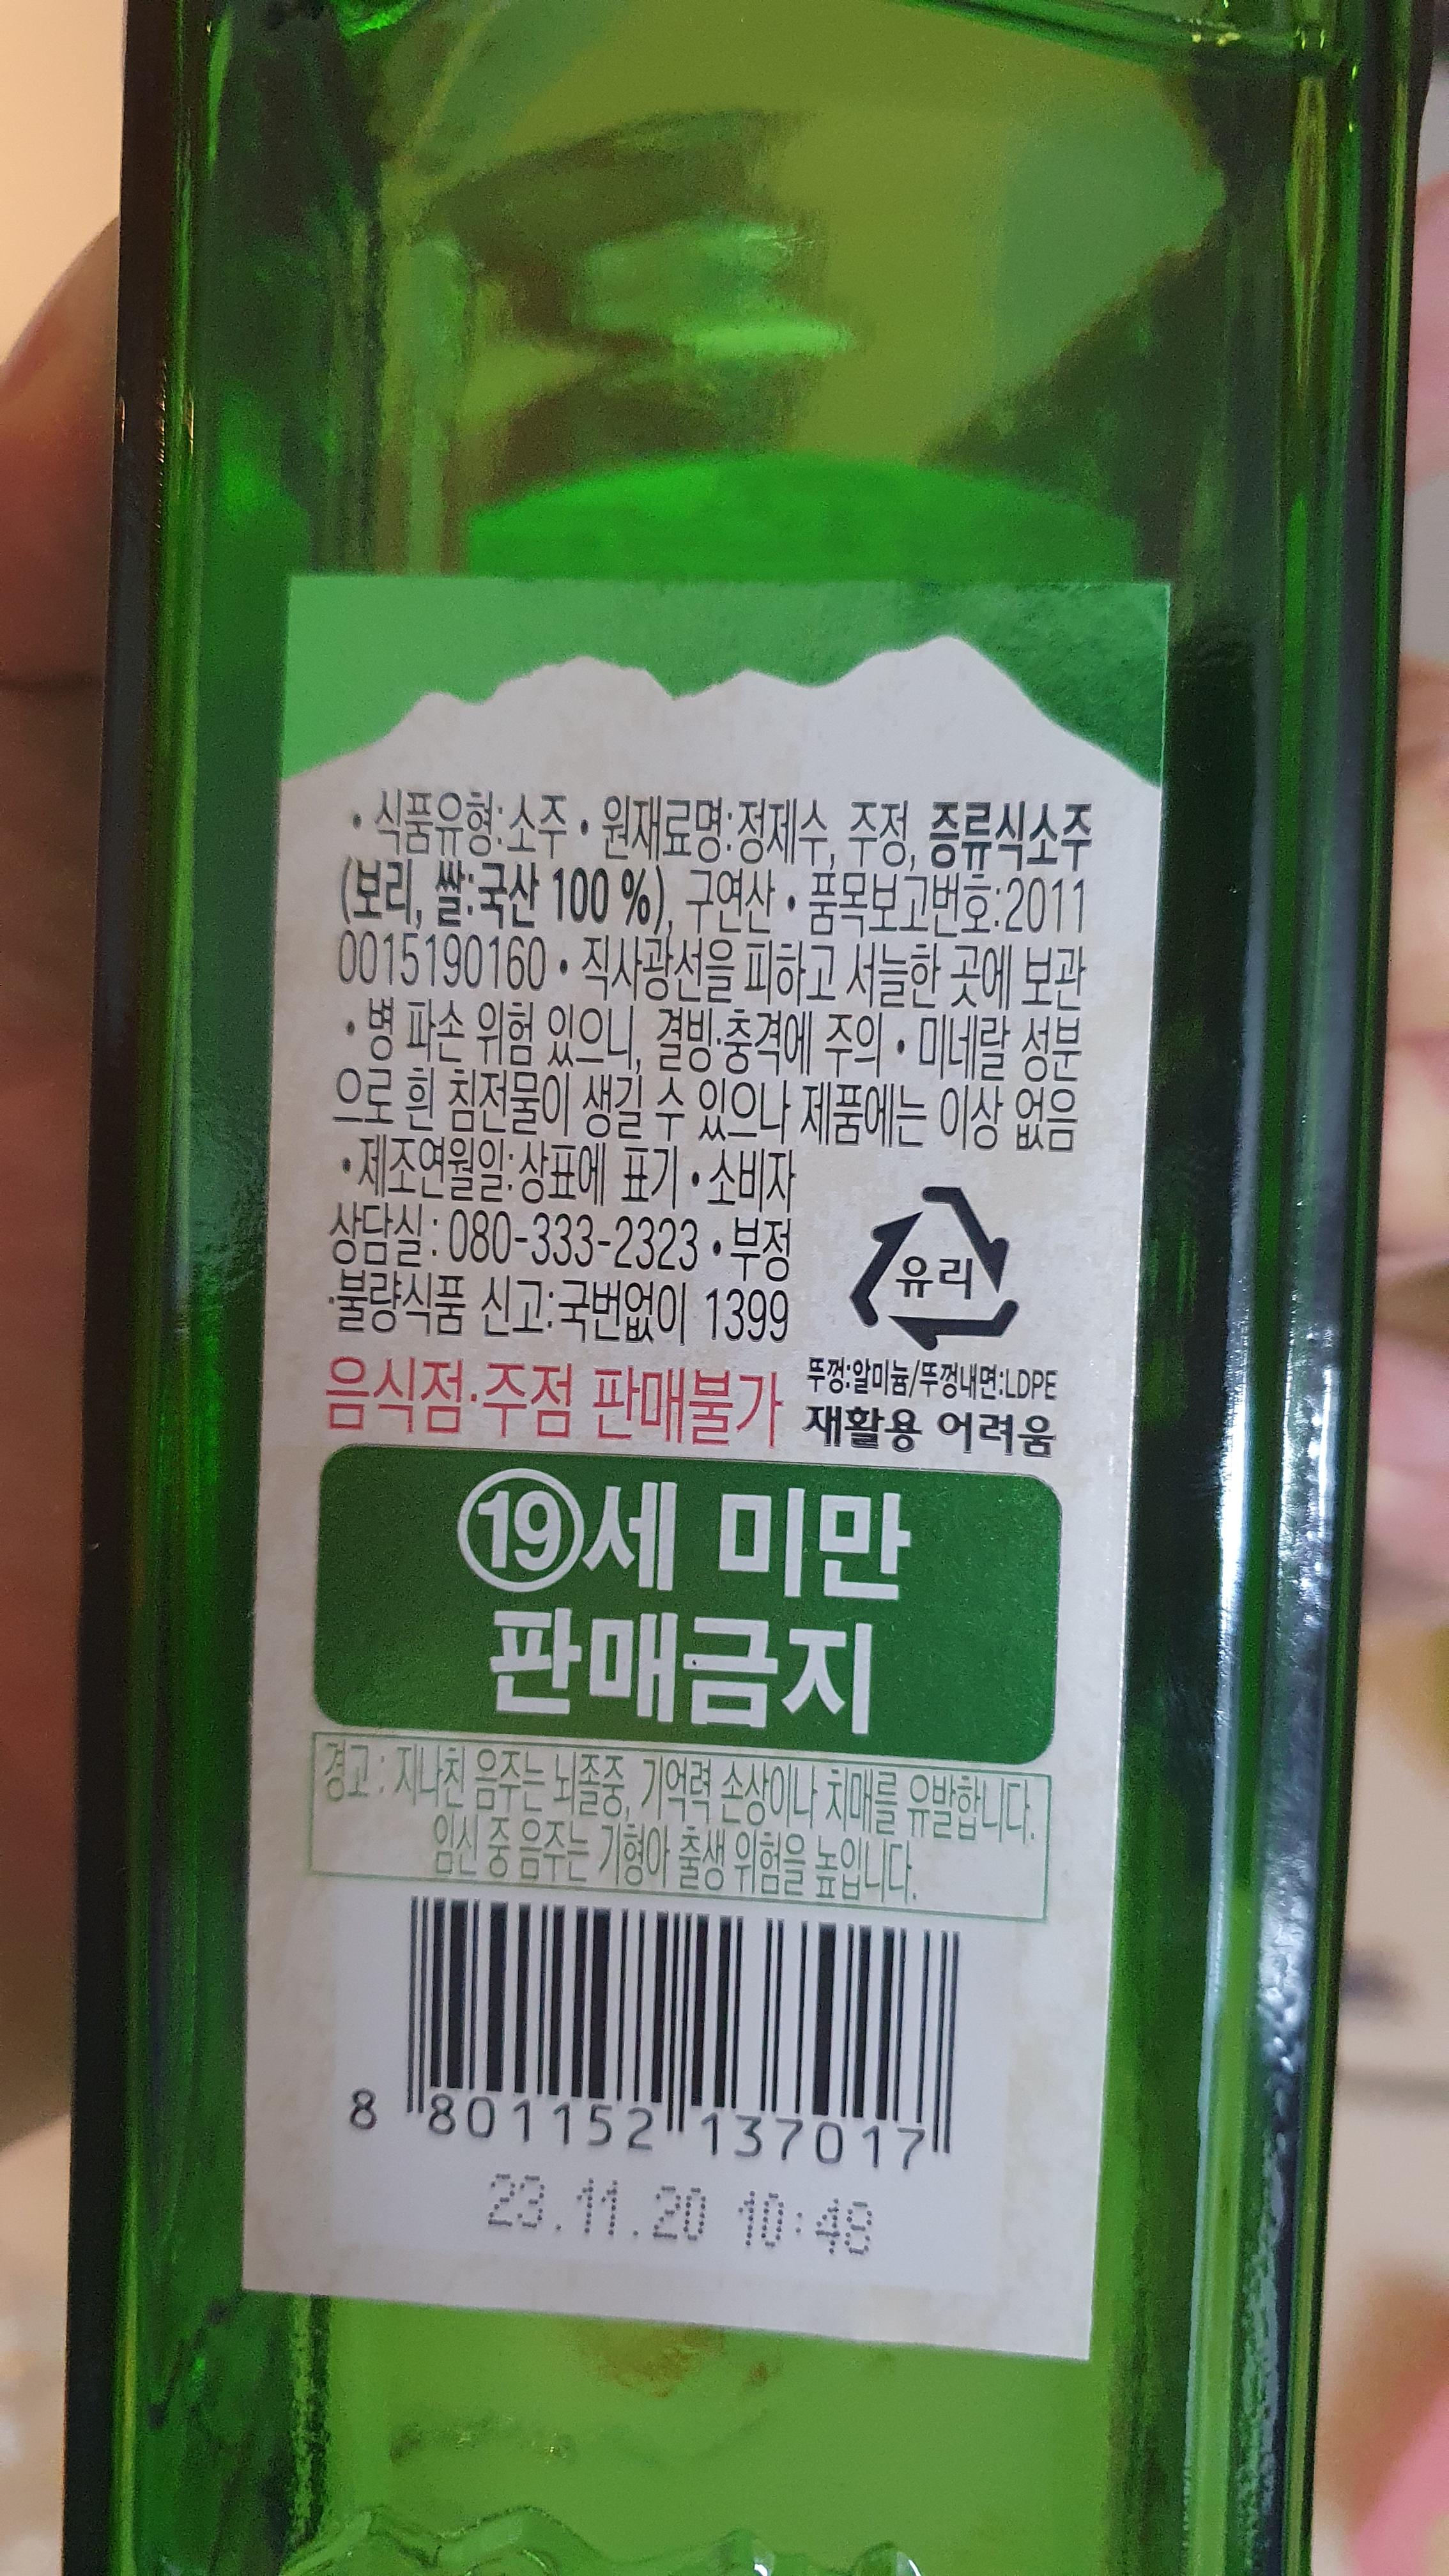 • 식품유형:소주 • 원재료명:정제수, 주정, 증류식소주
(보리, 쌀:국산 100 %), 구연산 • 품목보고번호:2011
0015190160 • 직사광선을 피하고 서늘한 곳에 보관
• 병 파손 위험 있으니, 결빙·충격에 주의 • 미네랄 성분
으로 흰 침전물이 생길 수 있으나 제품에는 이상 없음
• 제조연월일:상표에 표기 • 소비자
상담실 : 080-333-2323 • 부정
·불량식품 신고:국번없이 1399
유리
뚜껑:알미늄/뚜껑내면:LDPE
음식점·주점 판매불가
재활용 어려움
19세 미만
판매금지
경고 : 지나친 음주는 뇌졸중, 기억력 손상이나 치매를 유발합니다.
임신 중 음주는 기형아 출생 위험을 높입니다.
8 801152 137017
23.11.20 10:48